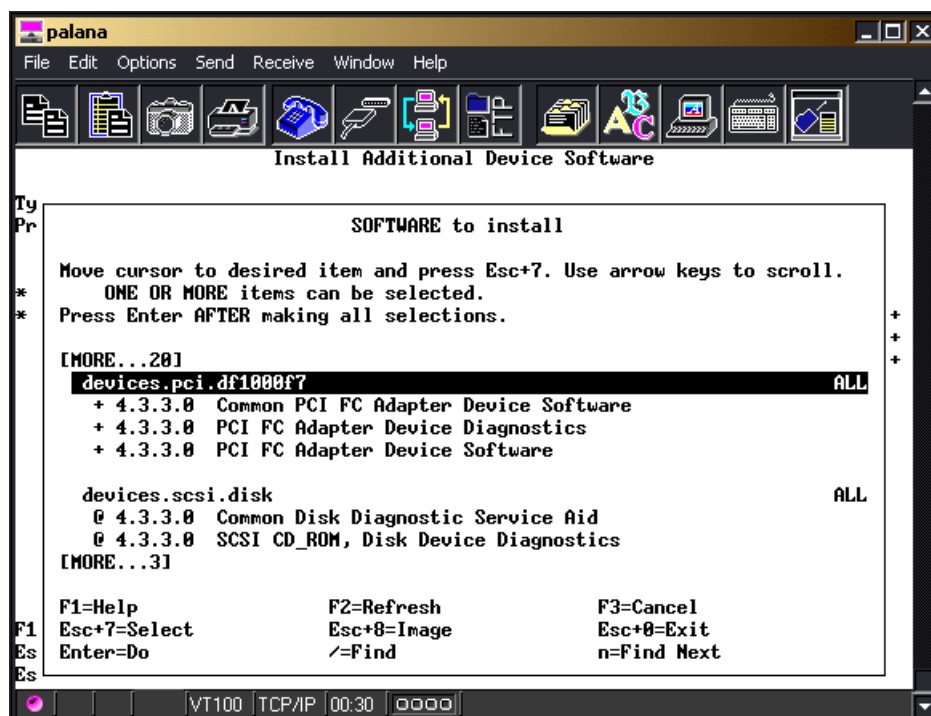 palana
File Edit Options Send Receive Window Help
Install Additional Device Software
Ty
Pr SOFTWARE to install
Move cursor to desired item and press Esc+7. Use arrow keys to scroll.
* ONE OR MORE items can be selected.
* Press Enter AFTER making all selections. +
+
[MORE...20] +
devices.pci.df1000f7 ALL
+ 4.3.3.0 Common PCI FC Adapter Device Software
+ 4.3.3.0 PCI FC Adapter Device Diagnostics
+ 4.3.3.0 PCI FC Adapter Device Software
devices.scsi.disk ALL
@ 4.3.3.0 Common Disk Diagnostic Service Aid
@ 4.3.3.0 SCSI CD_ROM, Disk Device Diagnostics
[MORE...3]
F1=Help F2=Refresh F3=Cancel
F1 Esc+7=Select Esc+8=Image Esc+0=Exit
Es Enter=Do /=Find n=Find Next
Es
VT100 TCP/IP 00:30